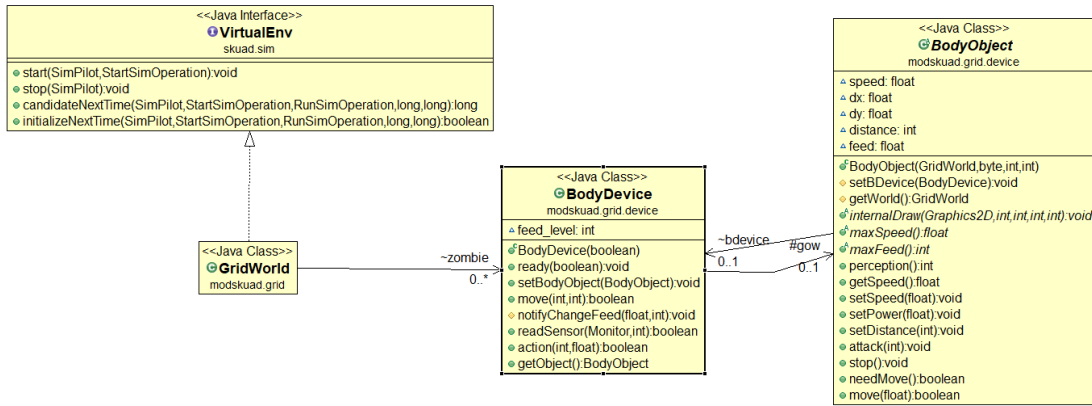 <<Java Interface>>
VirtualEnv
skuad.sim
start(SimPilot,StartSimOperation):void
stop(SimPilot):void
candidateNextTime(SimPilot,StartSimOperation,RunSimOperation,long,long):long
initializeNextTime(SimPilot,StartSimOperation,RunSimOperation,long,long):boolean
<<Java Class>>
GridWorld
modskuad.grid
~zombie
0..*
<<Java Class>>
BodyDevice
modskuad.grid.device
feed_level: int
BodyDevice(boolean)
ready(boolean):void
setBodyObject(BodyObject):void
move(int,int):boolean
notifyChangeFeed(float,int):void
readSensor(Monitor,int):boolean
action(int,float):boolean
getObject():BodyObject
~bdevice
0..1
#gow
0..1
<<Java Class>>
BodyObject
modskuad.grid.device
speed: float
dx: float
dy: float
distance: int
feed: float
BodyObject(GridWorld,byte,int,int)
setBDevice(BodyDevice):void
getWorld():GridWorld
internalDraw(Graphics2D,int,int,int,int):void
maxSpeed():float
maxFeed():int
perception():int
getSpeed():float
setSpeed(float):void
setPower(float):void
setDistance(int):void
attack(int):void
stop():void
needMove():boolean
move(float):boolean